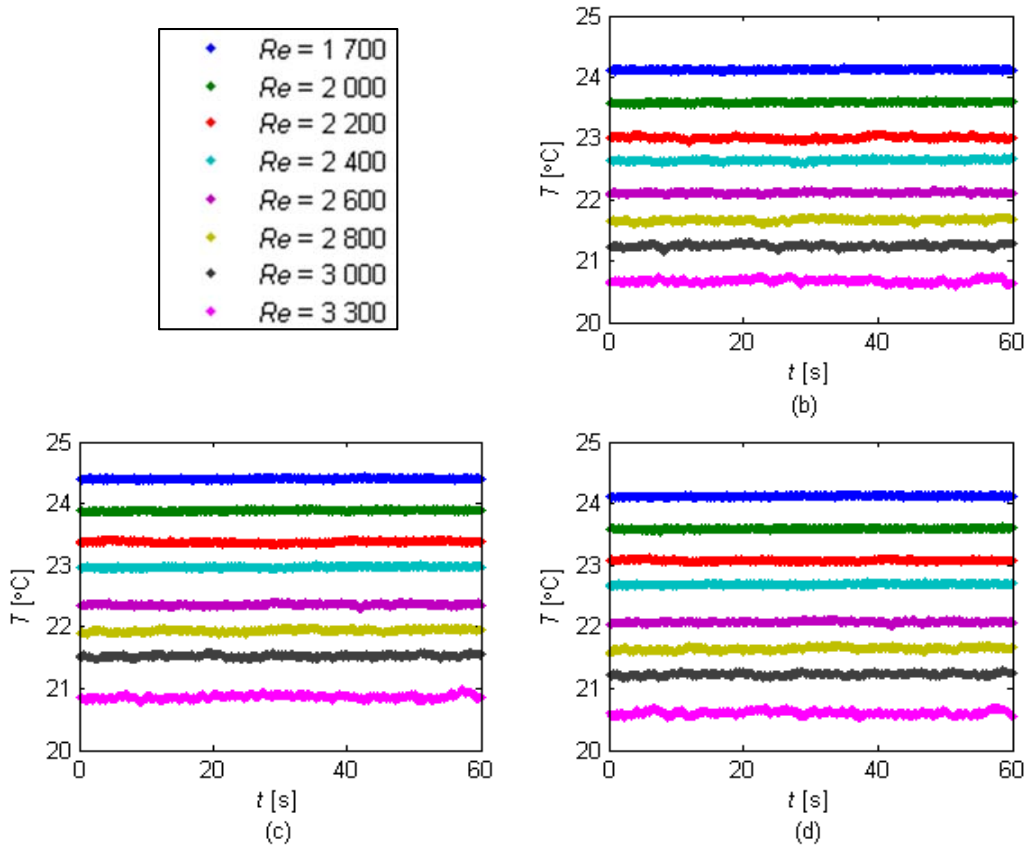 Re = 1 700
Re = 2 000
Re = 2 200
Re = 2 400
Re = 2 600
Re = 2 800
Re = 3 000
Re = 3 300
25
24
23
22
21
20
T [°C]
0 20 40 60
t [s]
(b)
25
24
23
22
21
20
T [°C]
0 20 40 60
t [s]
(c)
25
24
23
22
21
20
T [°C]
0 20 40 60
t [s]
(d)